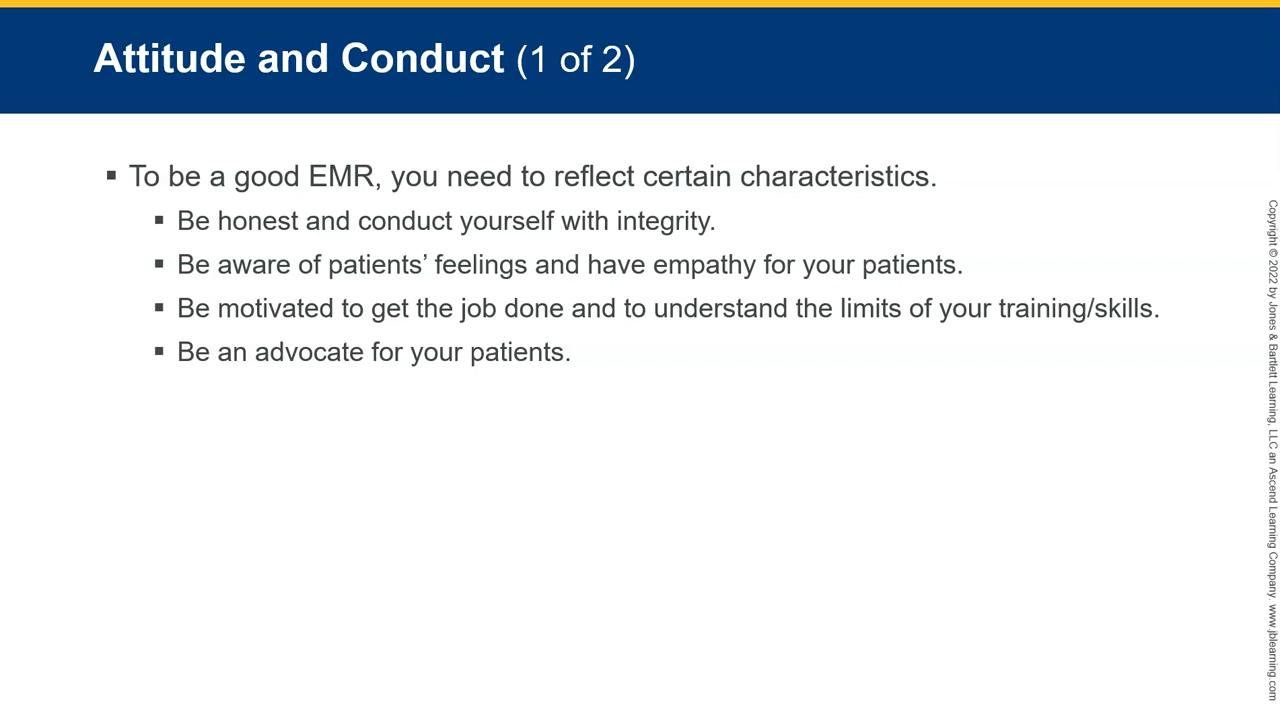 Attitude and Conduct (1 of 2)
▪ To be a good EMR, you need to reflect certain characteristics.
▪ Be honest and conduct yourself with integrity.
▪ Be aware of patients’ feelings and have empathy for your patients.
▪ Be motivated to get the job done and to understand the limits of your training/skills.
▪ Be an advocate for your patients.
Copyright © 2022 by Jones & Bartlett Learning, LLC an Ascend Learning Company. www.jblearning.com